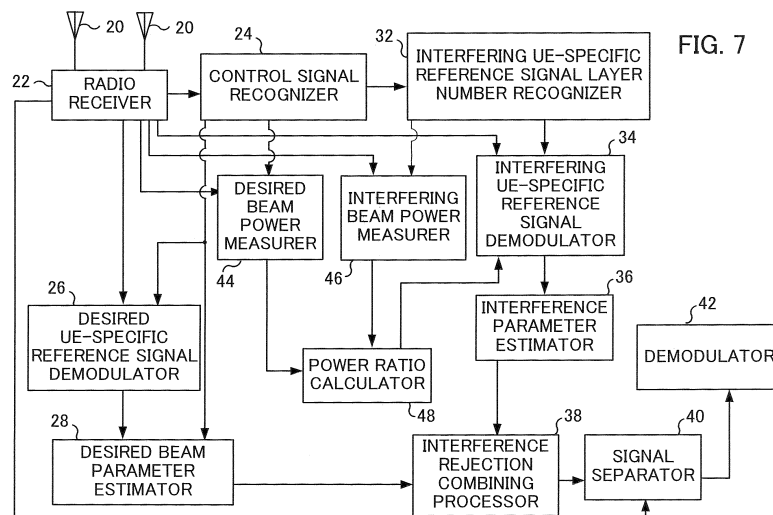 20
20
24
32
FIG. 7
22
RADIO
RECEIVER
CONTROL SIGNAL
RECOGNIZER
INTERFERING UE-SPECIFIC
REFERENCE SIGNAL LAYER
NUMBER RECOGNIZER
34
DESIRED
BEAM
POWER
MEASURER
44
INTERFERING
BEAM POWER
MEASURER
46
INTERFERING
UE-SPECIFIC
REFERENCE
SIGNAL
DEMODULATOR
26
DESIRED
UE-SPECIFIC
REFERENCE SIGNAL
DEMODULATOR
POWER RATIO
CALCULATOR
48
36
INTERFERENCE
PARAMETER
ESTIMATOR
42
DEMODULATOR
28
DESIRED BEAM
PARAMETER
ESTIMATOR
38
INTERFERENCE
REJECTION
COMBINING
PROCESSOR
40
SIGNAL
SEPARATOR